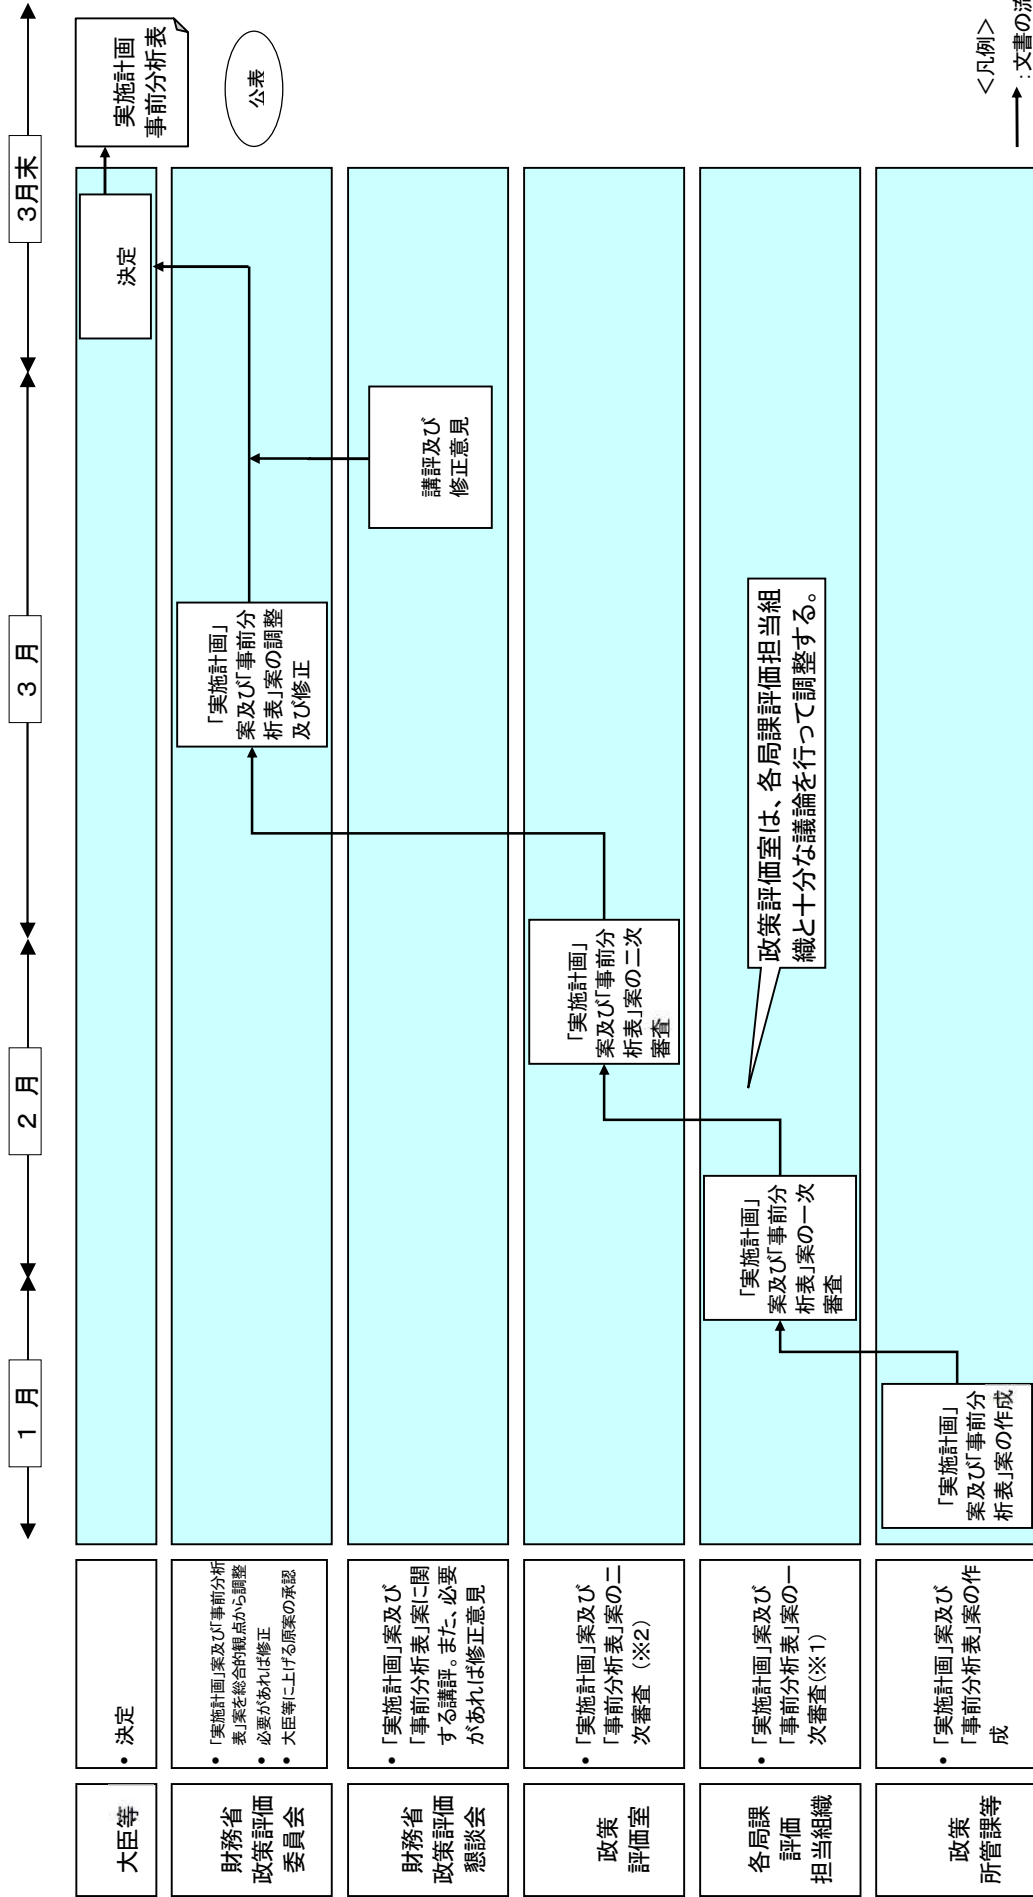 1 月
2 月
3 月
3月末
大臣等
• 決定
決定
実施計画
事前分析表
公表
財務省
政策評価
委員会
• 「実施計画」案及び「事前分析
表」案を総合的観点から調整
• 必要があれば修正
• 大臣等に上げる原案の承認
「実施計画」
案及び「事前分
析表」案の調整
及び修正
財務省
政策評価
懇談会
• 「実施計画」案及び
「事前分析表」案に関
する講評。また、必要
があれば修正意見
講評及び
修正意見
政策
評価室
• 「実施計画」案及び
「事前分析表」案の二
次審査 (※2)
「実施計画」
案及び「事前分
析表」案の二次
審査
各局課
評価
担当組織
• 「実施計画」案及び
「事前分析表」案の一
次審査(※1)
「実施計画」
案及び「事前分
析表」案の一次
審査
政策評価室は、各局課評価担当組
織と十分な議論を行って調整する。
政策
所管課等
• 「実施計画」案及び
「事前分析表」案の作
成
「実施計画」
案及び「事前分
析表」案の作成
＜凡例＞
：文書の流